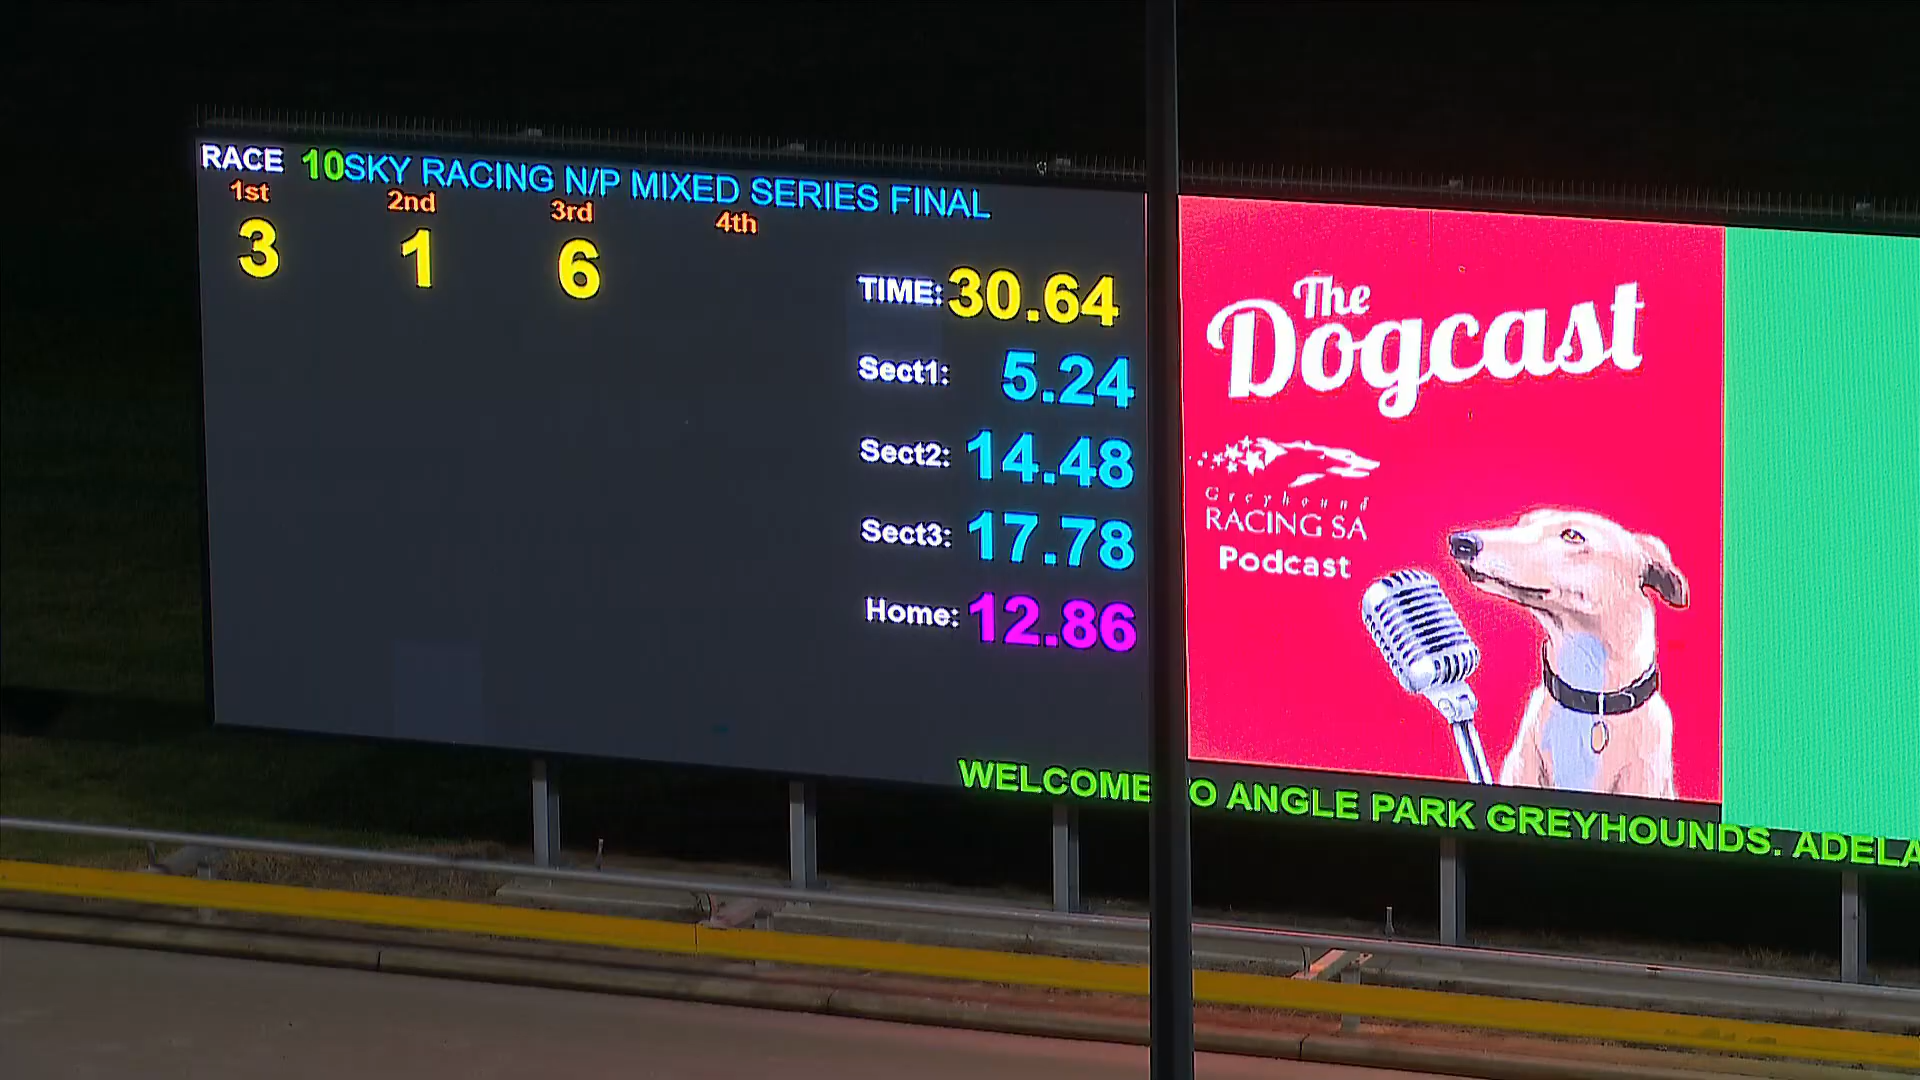 RACE 10 SKY RACING N/P MIXED SERIES FINAL
1st 2nd 3rd 4th
3 1 6
TIME: 30.64
Sect1: 5.24
Sect2: 14.48
Sect3: 17.78
Home: 12.86
The
Dogcast
Greyhound
RACING SA
Podcast
WELCOME O ANGLE PARK GREYHOUNDS. ADELA